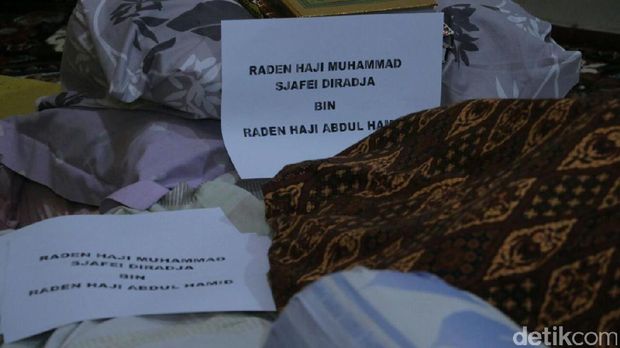 RADEN HAJI MUHAMMAD
SJAFEI DIRADJA
BIN
RADEN HAJI ABDUL HAM
RADEN HAJI MUHAMMAD
SJAFEI DIRADJA
BIN
RADEN HAJI ABDUL HAMID
detikcom